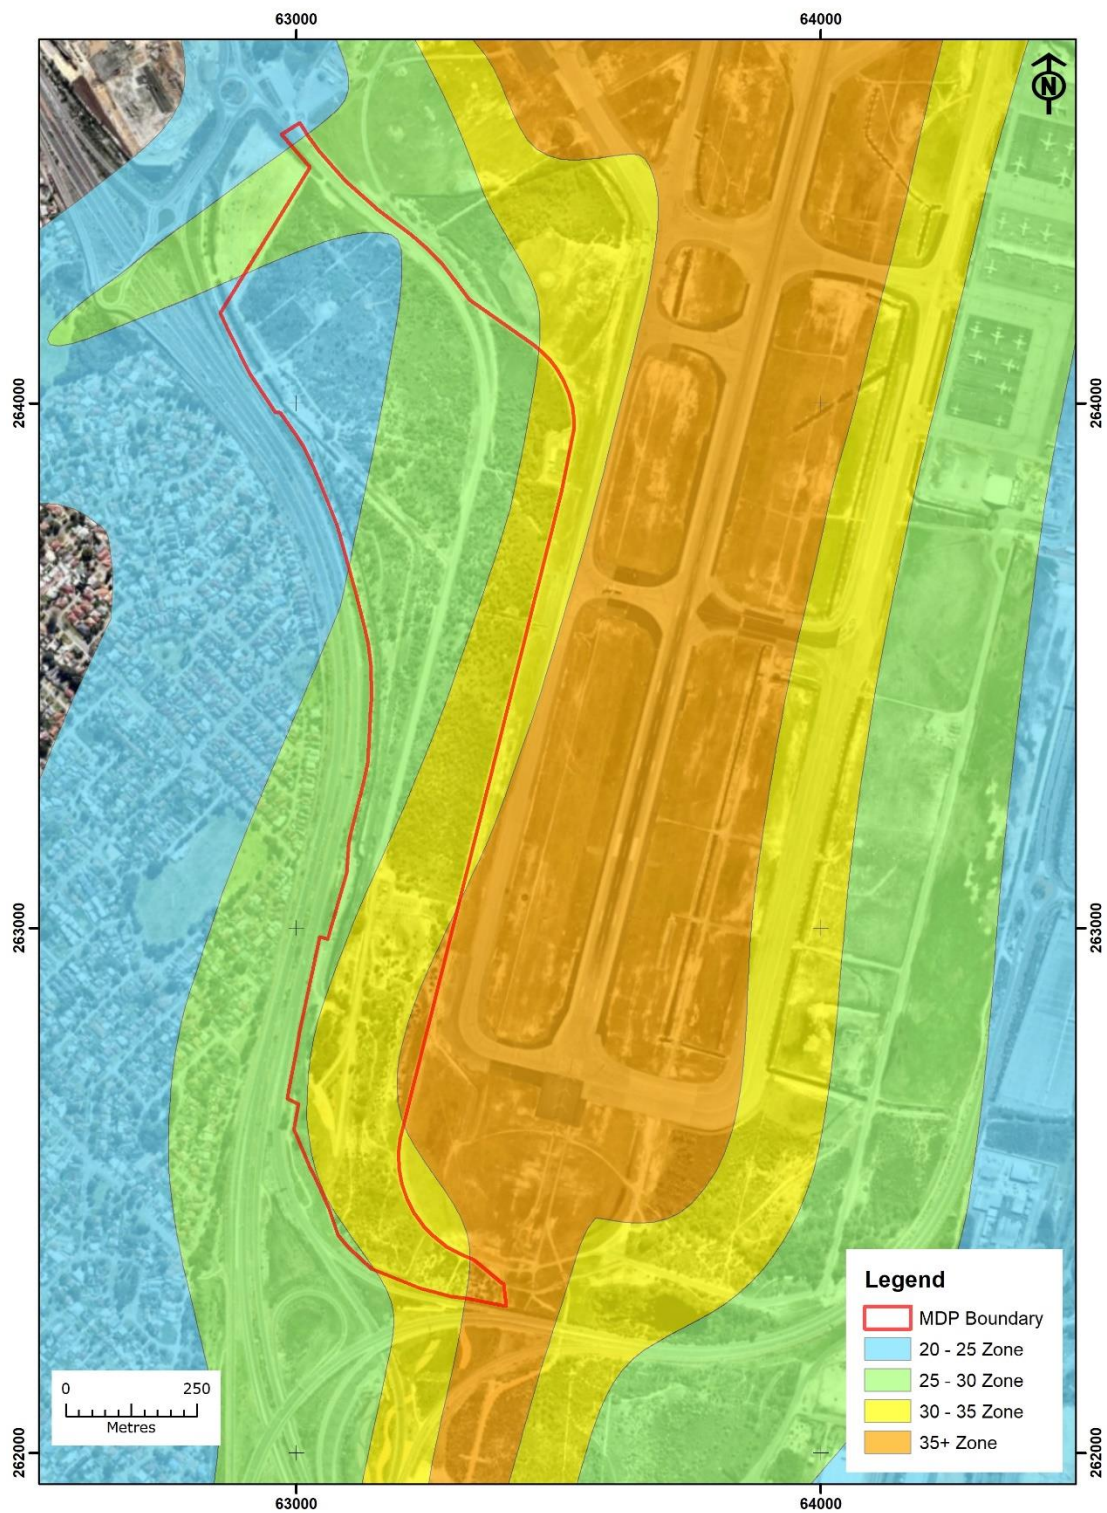 63000 64000
N
264000 264000
263000 263000
Legend
MDP Boundary
20 - 25 Zone
25 - 30 Zone
30 - 35 Zone
35+ Zone
0 250
Metres
262000 262000
63000 64000